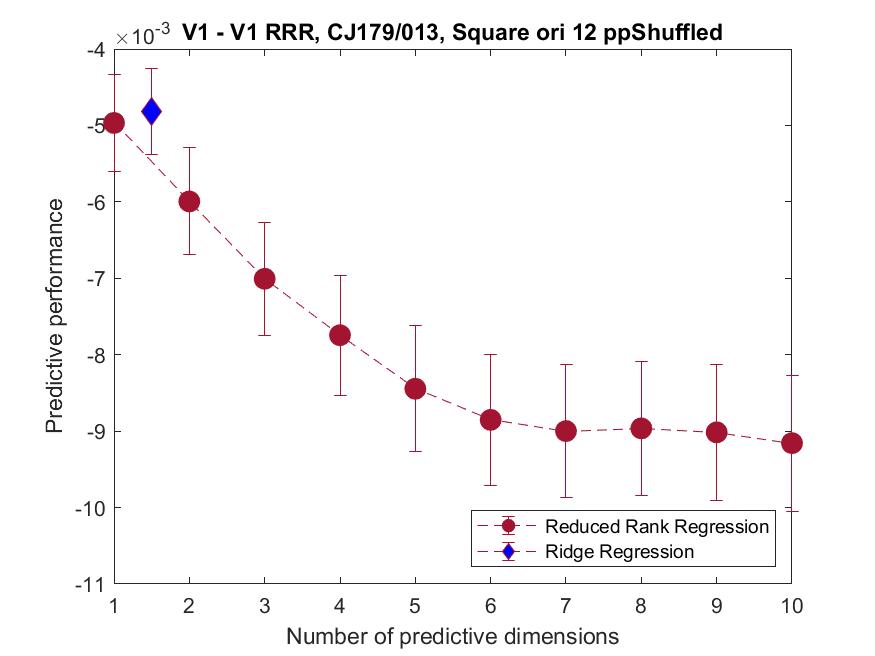 ×10-3
V1 - V1 RRR, CJ179/013, Square ori 12 ppShuffled
-4
-5
-6
-7
-8
-9
-10
-11
Predictive performance
Reduced Rank Regression
Ridge Regression
1 2 3 4 5 6 7 8 9 10
Number of predictive dimensions